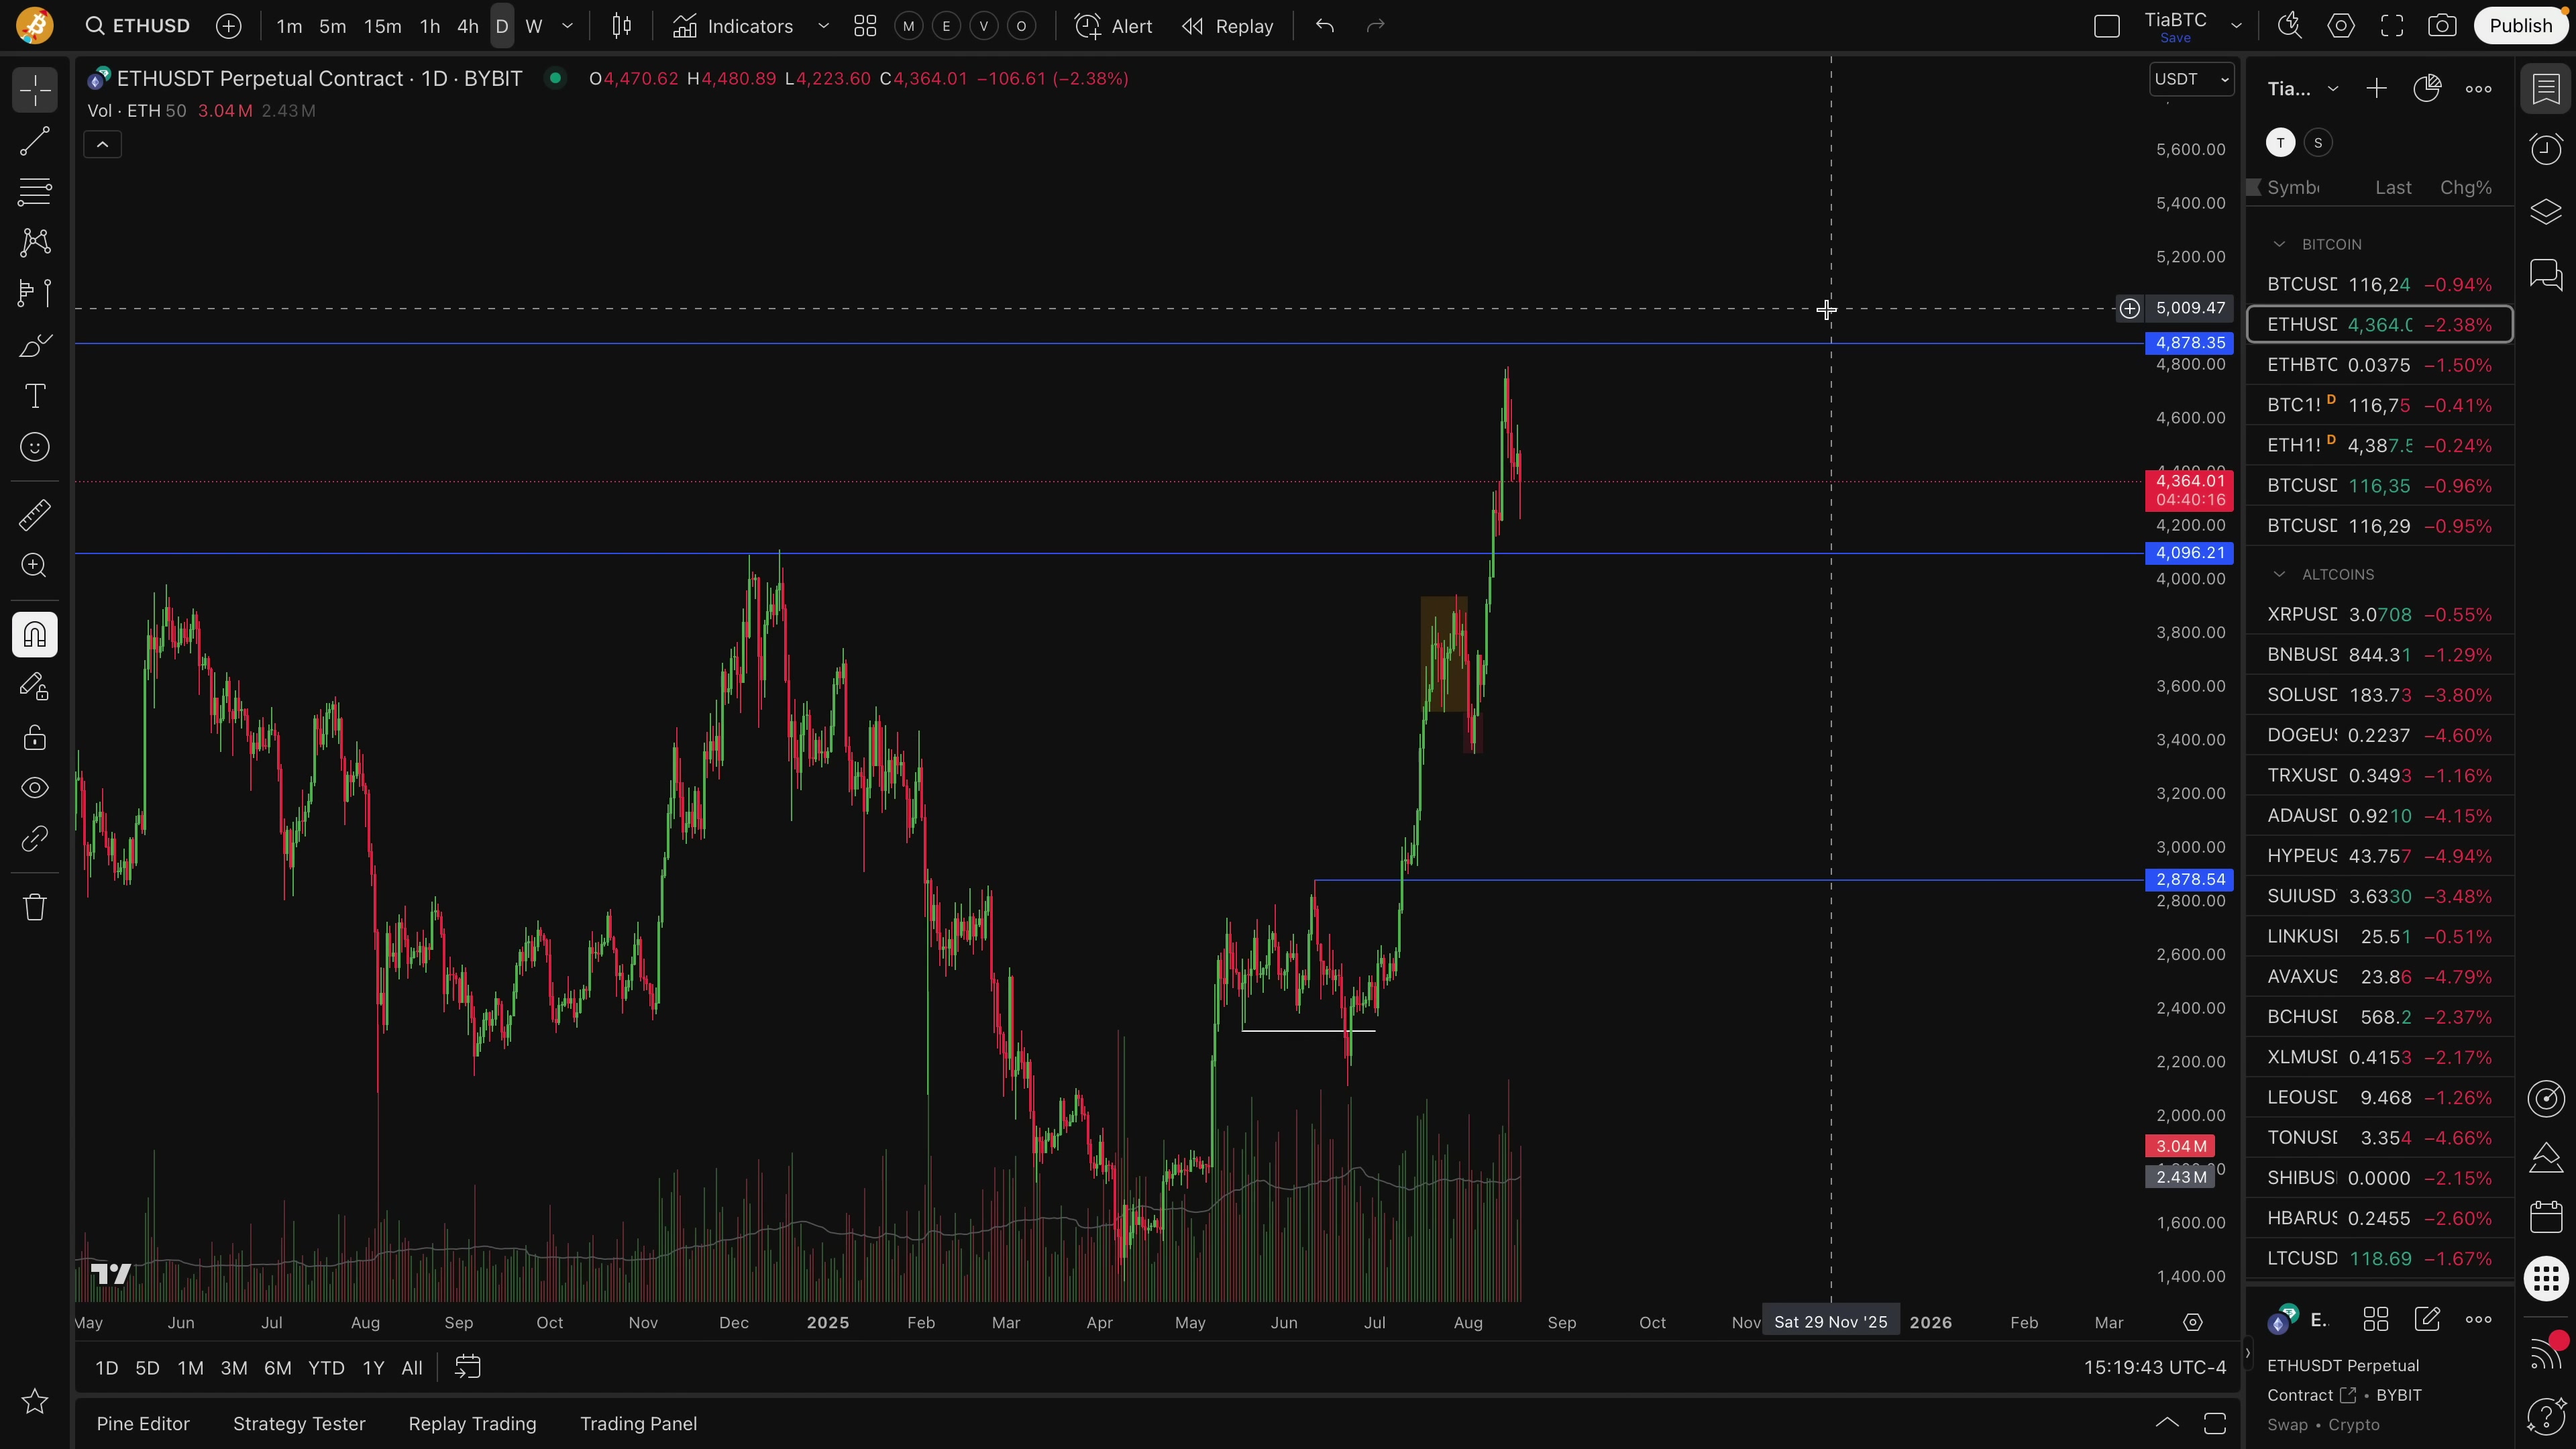 ETHUSD 1m 5m 15m 1h 4h D W Indicators M E V O Alert Replay TiaBTC Save Publish
ETHUSDT Perpetual Contract · 1D · BYBIT O4,470.62 H4,480.89 L4,223.60 C4,364.01 −106.61 (−2.38%)
Vol · ETH 50 3.04 M 2.43 M
USDT
5,600.00
5,400.00
5,200.00
5,009.47
4,878.35
4,800.00
4,600.00
4,364.01
04:40:16
4,200.00
4,096.21
4,000.00
3,800.00
3,600.00
3,400.00
3,200.00
3,000.00
2,878.54
2,800.00
2,600.00
2,400.00
2,200.00
2,000.00
3.04 M
2.43 M
1,600.00
1,400.00
May Jun Jul Aug Sep Oct Nov Dec 2025 Feb Mar Apr May Jun Jul Aug Sep Oct Nov Sat 29 Nov '25 2026 Feb Mar
1D 5D 1M 3M 6M YTD 1Y All
15:19:43 UTC-4
Pine Editor Strategy Tester Replay Trading Trading Panel
Tia...
T S
Symb Last Chg%
BITCOIN
BTCUSD 116,24 −0.94%
ETHUSD 4,364.0 −2.38%
ETHBTC 0.0375 −1.50%
BTC1! D 116,75 −0.41%
ETH1! D 4,387.5 −0.24%
BTCUSD 116,35 −0.96%
BTCUSD 116,29 −0.95%
ALTCOINS
XRPUSD 3.0708 −0.55%
BNBUSD 844.31 −1.29%
SOLUSD 183.73 −3.80%
DOGEUS 0.2237 −4.60%
TRXUSD 0.3493 −1.16%
ADAUSD 0.9210 −4.15%
HYPEUS 43.757 −4.94%
SUIUSD 3.6330 −3.48%
LINKUS 25.51 −0.51%
AVAXUS 23.86 −4.79%
BCHUSD 568.2 −2.37%
XLMUSD 0.4153 −2.17%
LEOUSD 9.468 −1.26%
TONUSD 3.354 −4.66%
SHIBUS 0.0000 −2.15%
HBARUS 0.2455 −2.60%
LTCUSD 118.69 −1.67%
E.
ETHUSDT Perpetual
Contract • BYBIT
Swap • Crypto